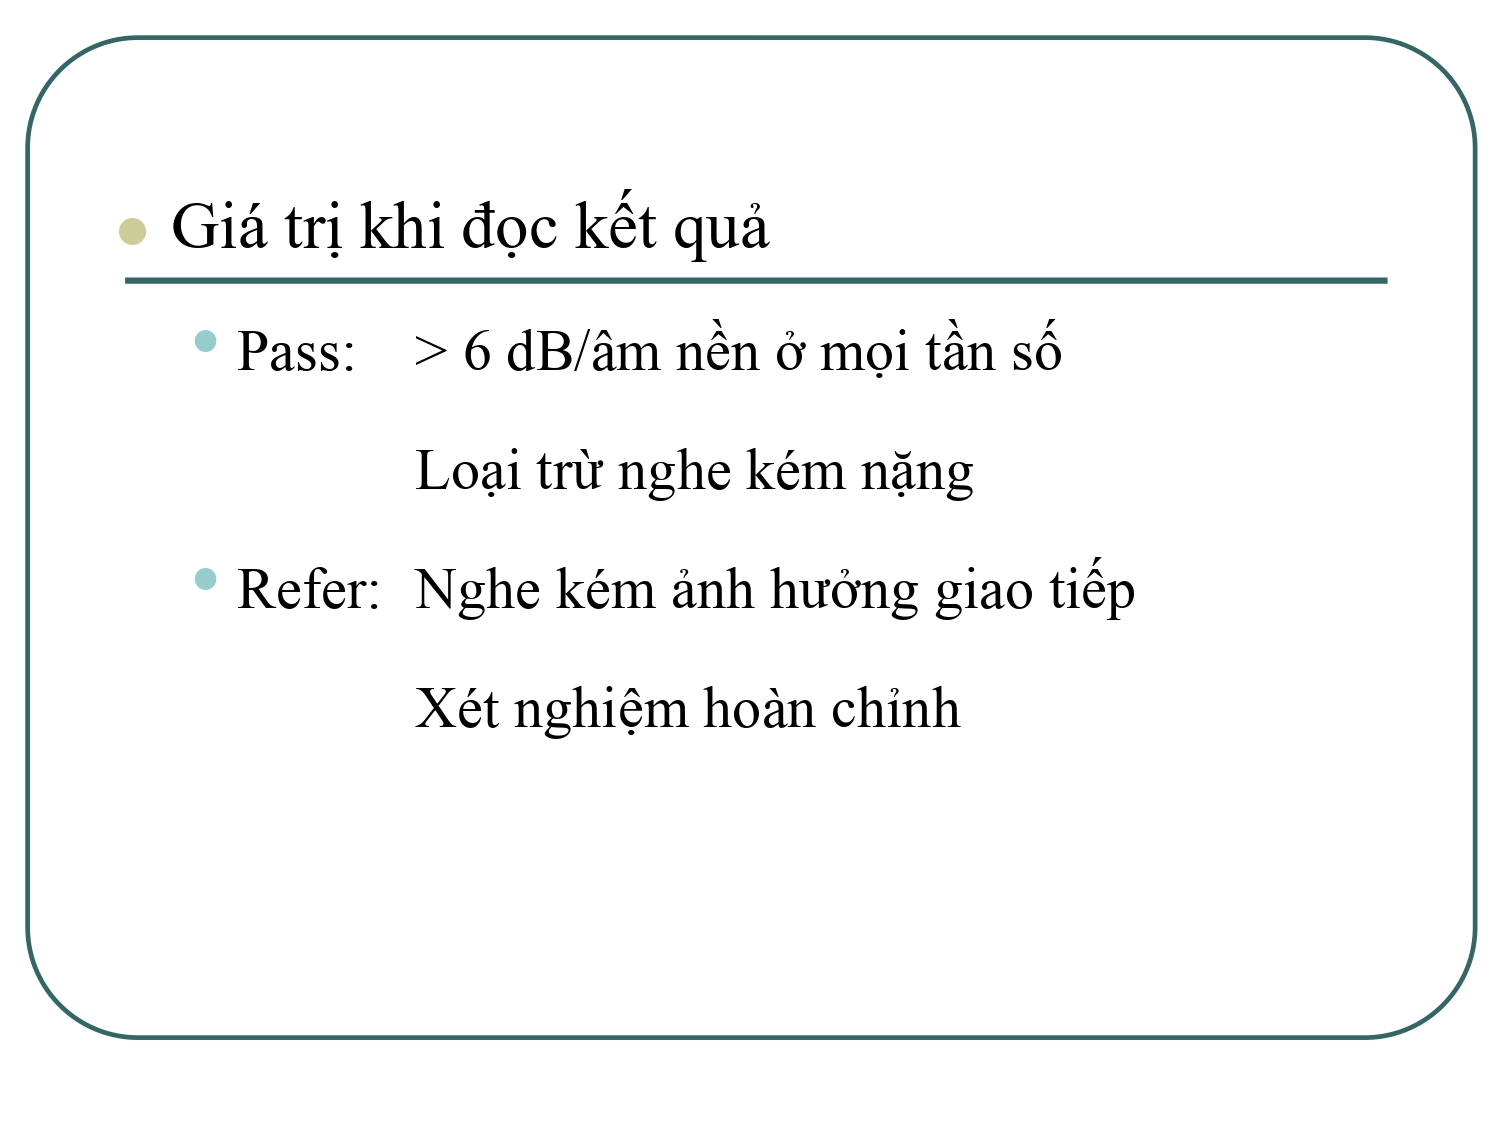 Giá trị khi đọc kết quả
Pass: > 6 dB/âm nền ở mọi tần số
Loại trừ nghe kém nặng
Refer: Nghe kém ảnh hưởng giao tiếp
Xét nghiệm hoàn chỉnh